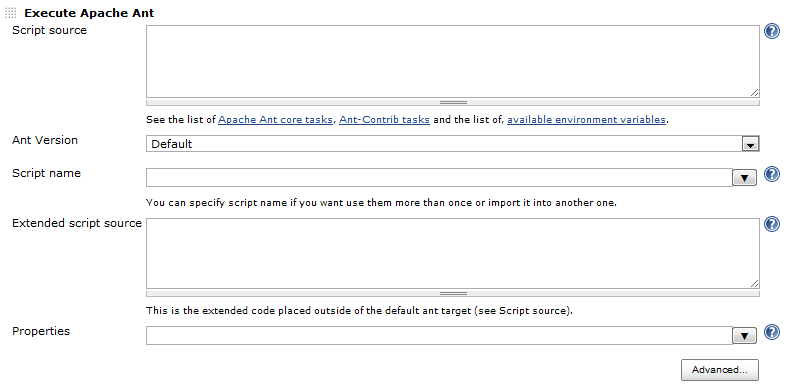 Execute Apache Ant
Script source
See the list of Apache Ant core tasks, Ant-Contrib tasks and the list of, available environment variables.
Ant Version
Default
Script name
You can specify script name if you want use them more than once or import it into another one.
Extended script source
This is the extended code placed outside of the default ant target (see Script source).
Properties
Advanced...